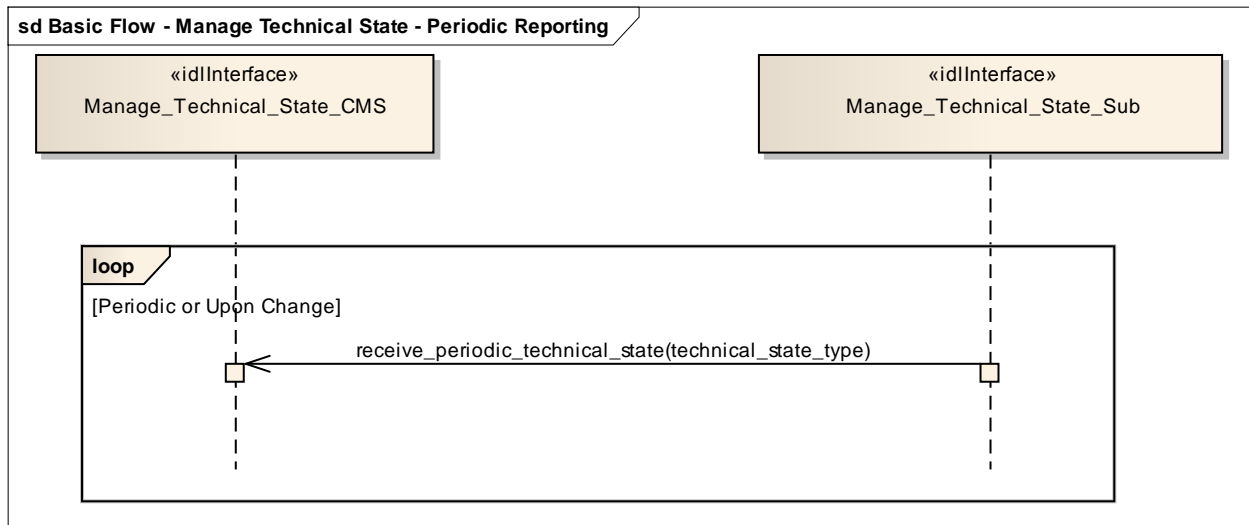 sd Basic Flow - Manage Technical State - Periodic Reporting
«idlInterface»
Manage_Technical_State_CMS
«idlInterface»
Manage_Technical_State_Sub
loop
[Periodic or Upon Change]
receive_periodic_technical_state(technical_state_type)